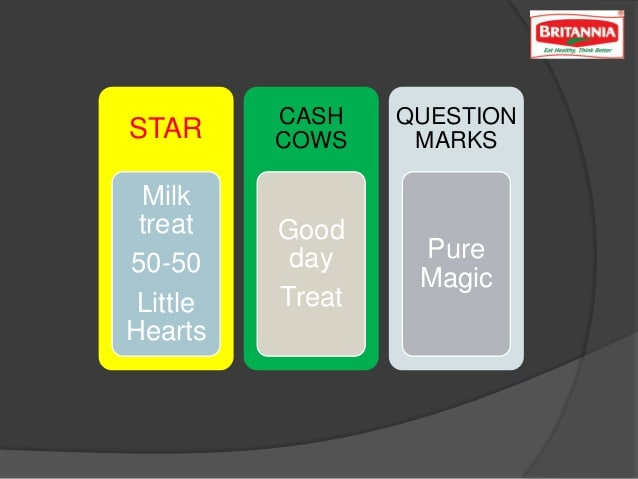 BRITANNIA
Eat Healthy, Think Better
STAR
Milk
treat
50-50
Little
Hearts
CASH
COWS
Good
day
Treat
QUESTION
MARKS
Pure
Magic